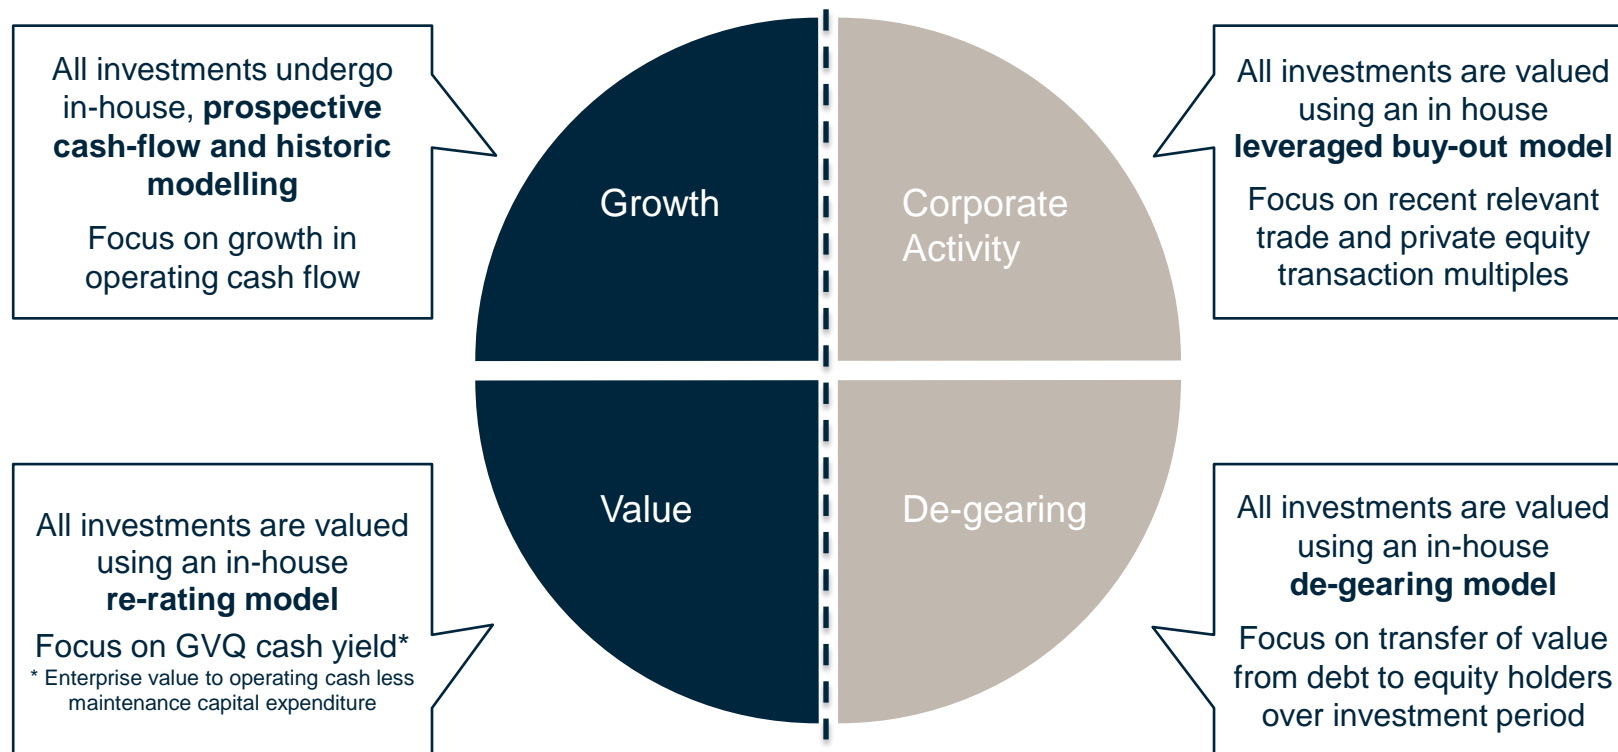 All investments undergo
in-house, prospective
cash-flow and historic
modelling
Focus on growth in
operating cash flow
Growth
Corporate
Activity
All investments are valued
using an in house
leveraged buy-out model
Focus on recent relevant
trade and private equity
transaction multiples
All investments are valued
using an in-house
re-rating model
Focus on GVQ cash yield*
* Enterprise value to operating cash less
maintenance capital expenditure
Value
De-gearing
All investments are valued
using an in-house
de-gearing model
Focus on transfer of value
from debt to equity holders
over investment period